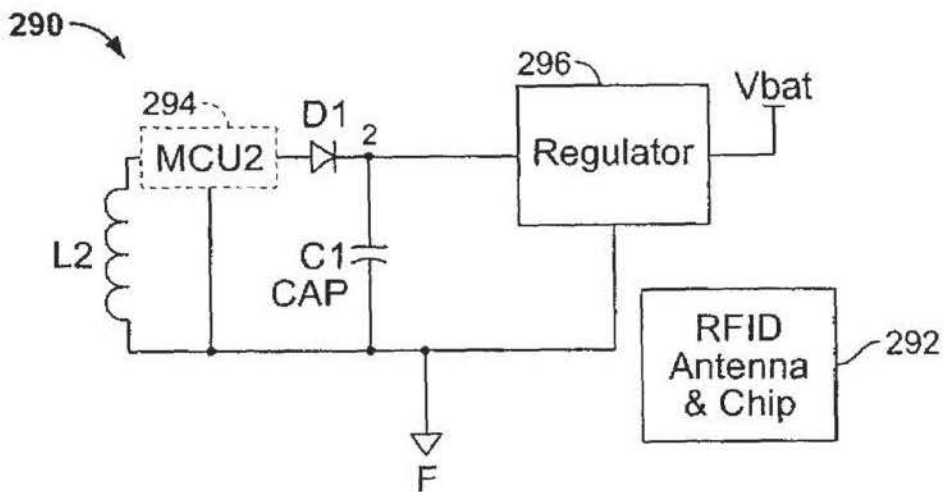 290
294
MCU2
D1
2
296
Regulator
Vbat
L2
C1
CAP
RFID
Antenna
& Chip
292
F